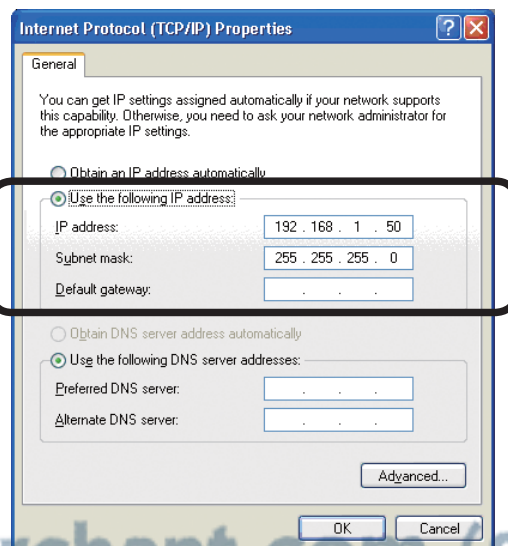 Internet Protocol (TCP/IP) Properties
General
You can get IP settings assigned automatically if your network supports
this capability. Otherwise, you need to ask your network administrator for
the appropriate IP settings.
Obtain an IP address automatically
Use the following IP address:
IP address: 192 . 168 . 1 . 50
Subnet mask: 255 . 255 . 255 . 0
Default gateway: . . .
Obtain DNS server address automatically
Use the following DNS server addresses:
Preferred DNS server: . . .
Alternate DNS server: . . .
Advanced...
OK Cancel